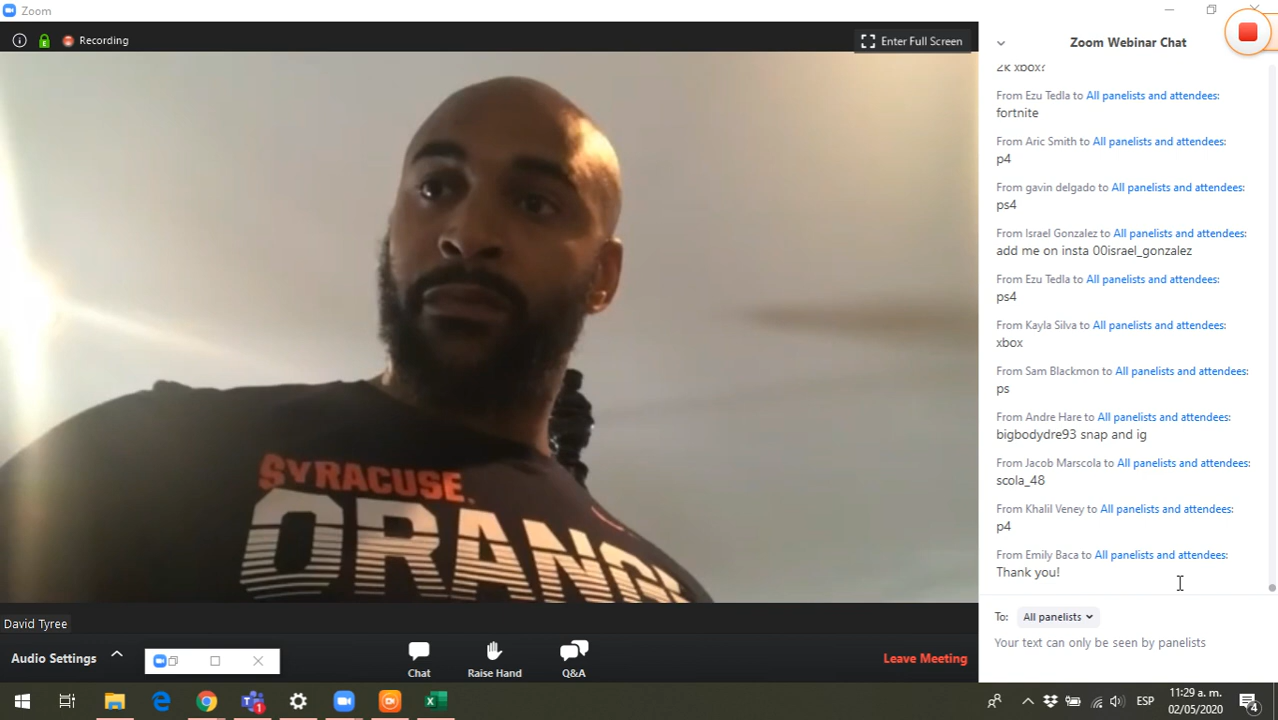 Zoom
Recording
Enter Full Screen
SYRACUSE
ORANG
David Tyree
Audio Settings
Chat
Raise Hand
Q&A
Leave Meeting
Zoom Webinar Chat
2K xbox?
From Ezu Tedla to All panelists and attendees:
fortnite
From Aric Smith to All panelists and attendees:
p4
From gavin delgado to All panelists and attendees:
ps4
From Israel Gonzalez to All panelists and attendees:
add me on insta 00israel_gonzalez
From Ezu Tedla to All panelists and attendees:
ps4
From Kayla Silva to All panelists and attendees:
xbox
From Sam Blackmon to All panelists and attendees:
ps
From Andre Hare to All panelists and attendees:
bigbodydre93 snap and ig
From Jacob Marscola to All panelists and attendees:
scola_48
From Khalil Veney to All panelists and attendees:
p4
From Emily Baca to All panelists and attendees:
Thank you!
To: All panelists
Your text can only be seen by panelists
1
ESP
11:29 a. m.
02/05/2020
4